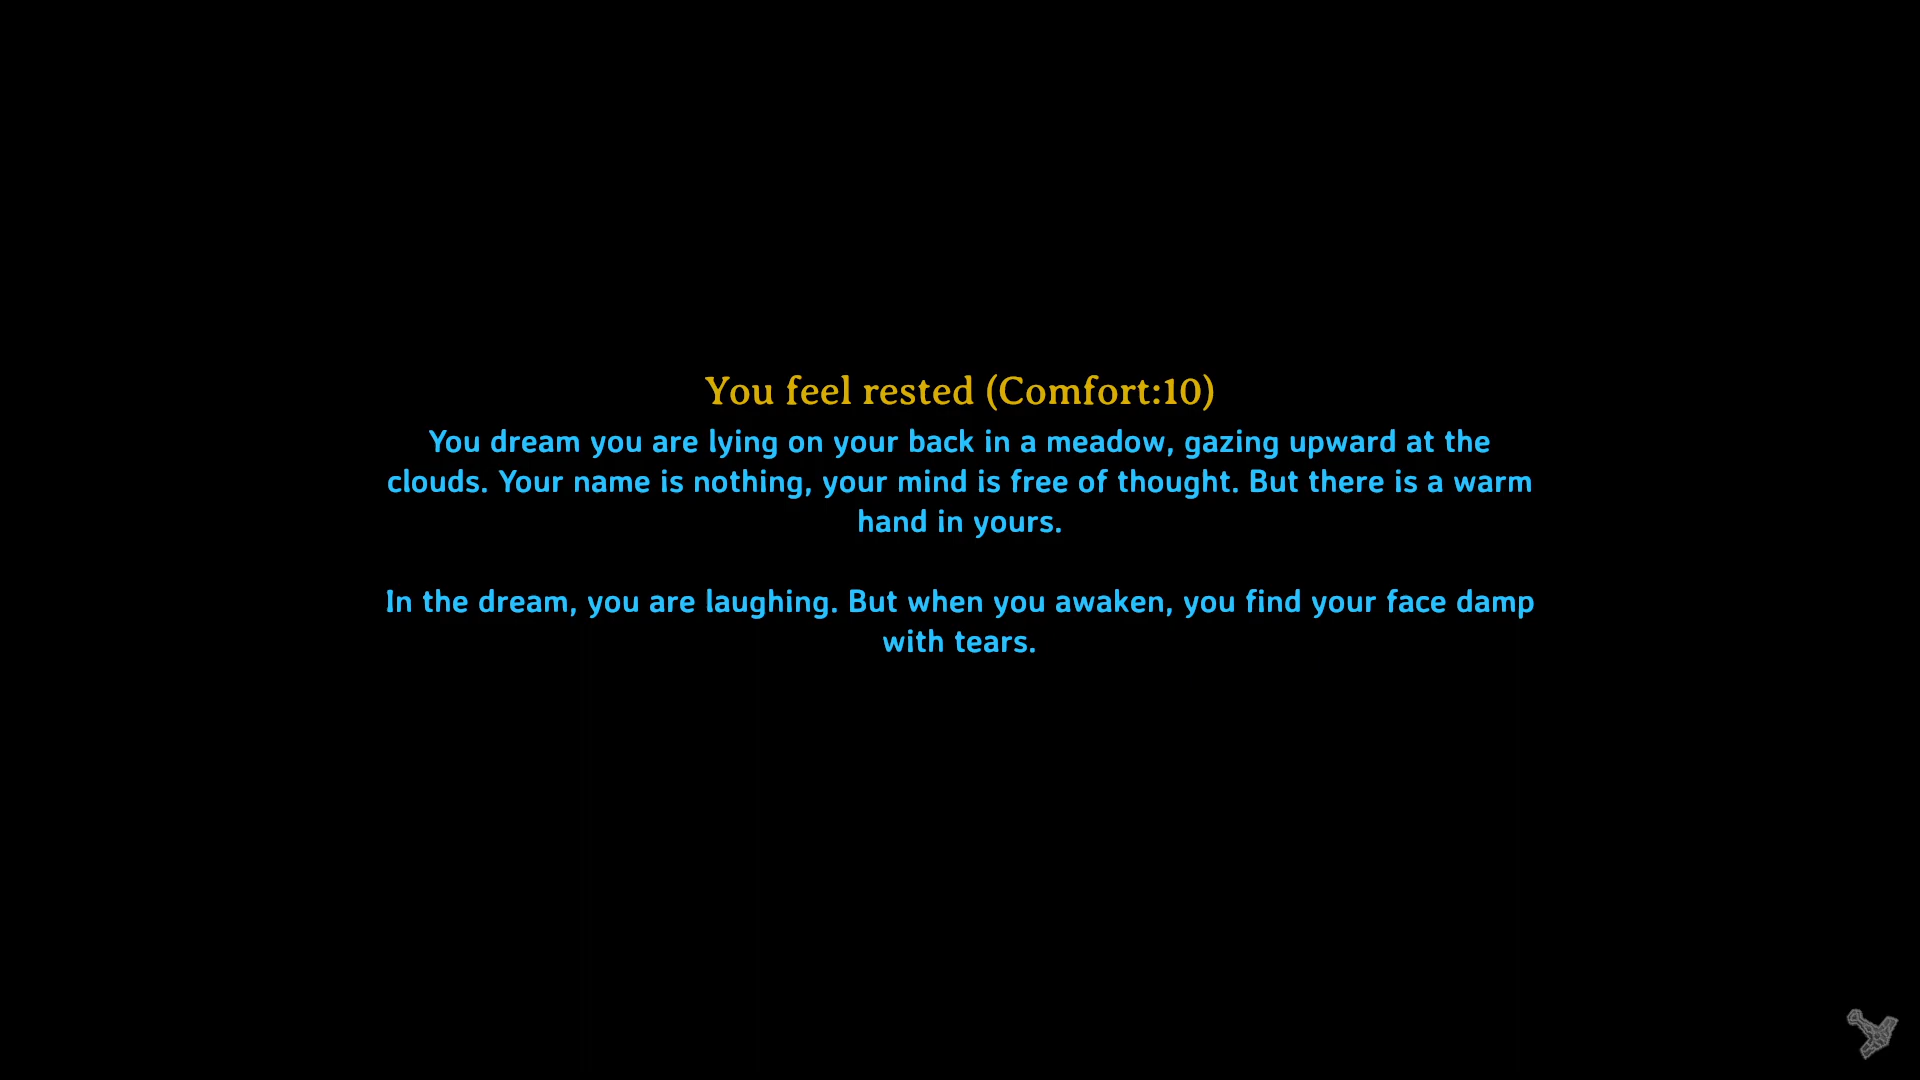 You feel rested (Comfort:10)
You dream you are lying on your back in a meadow, gazing upward at the
clouds. Your name is nothing, your mind is free of thought. But there is a warm
hand in yours.
In the dream, you are laughing. But when you awaken, you find your face damp
with tears.